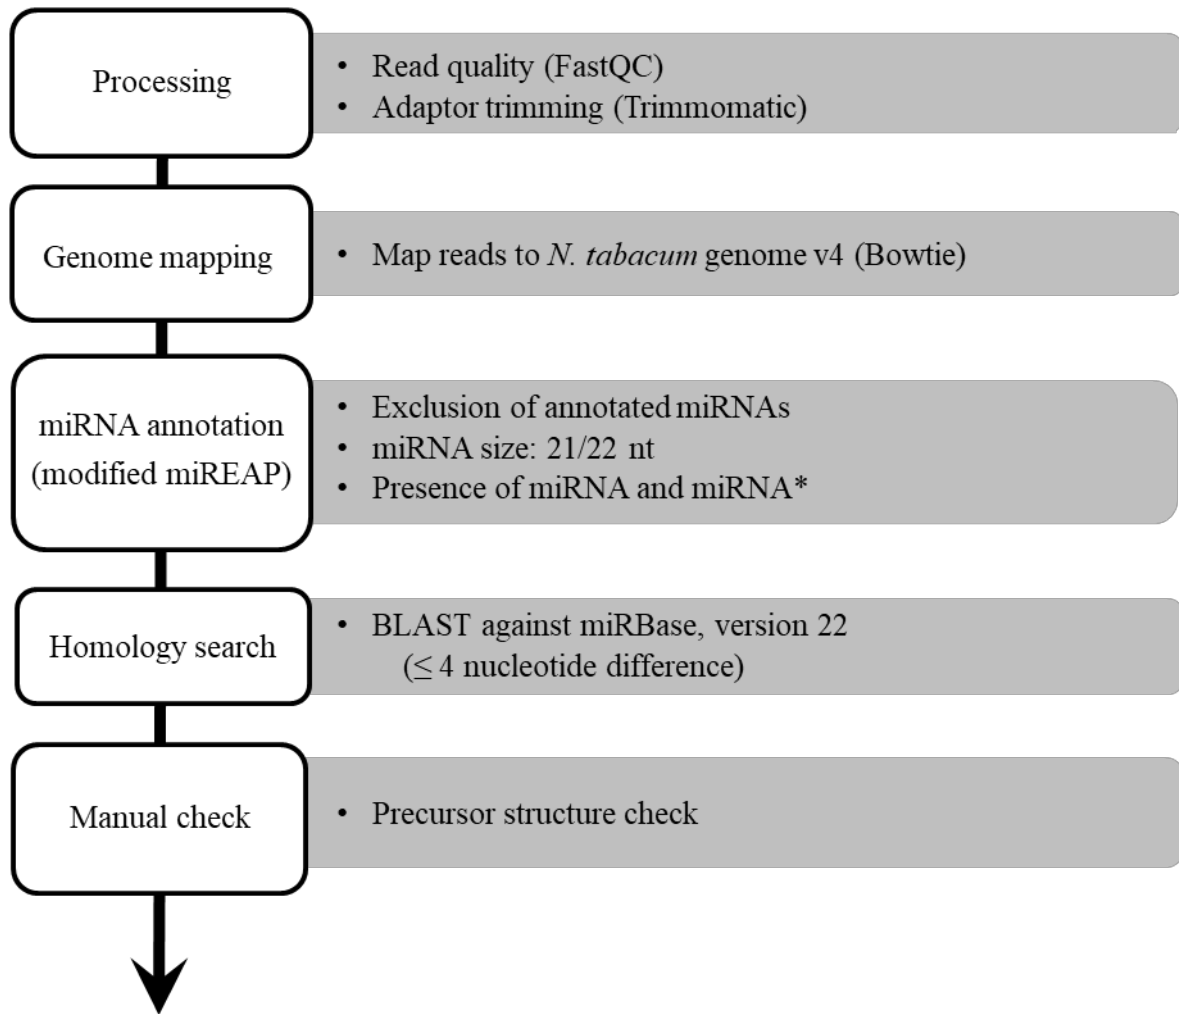 Processing
• Read quality (FastQC)
• Adaptor trimming (Trimmomatic)
Genome mapping
• Map reads to N. tabacum genome v4 (Bowtie)
miRNA annotation
(modified miREAP)
• Exclusion of annotated miRNAs
• miRNA size: 21/22 nt
• Presence of miRNA and miRNA*
Homology search
• BLAST against miRBase, version 22
(≤ 4 nucleotide difference)
Manual check
• Precursor structure check